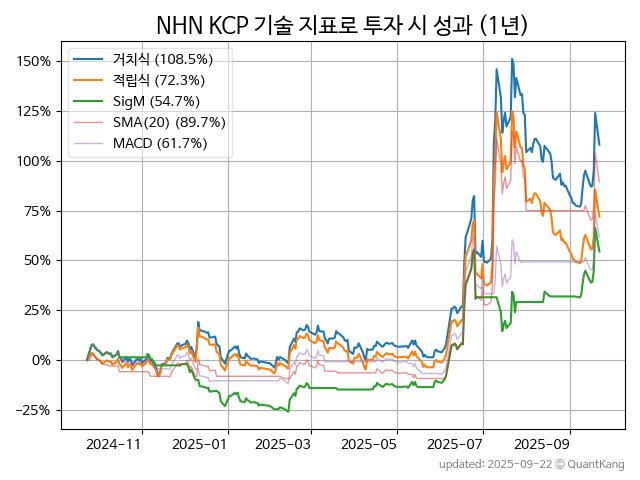 NHN KCP 기술 지표로 투자 시 성과 (1년)
150%
125%
100%
75%
50%
25%
0%
−25%
거치식 (108.5%)
적립식 (72.3%)
SigM (54.7%)
SMA(20) (89.7%)
MACD (61.7%)
2024-11
2025-01
2025-03
2025-05
2025-07
2025-09
updated: 2025-09-22 © QuantKang